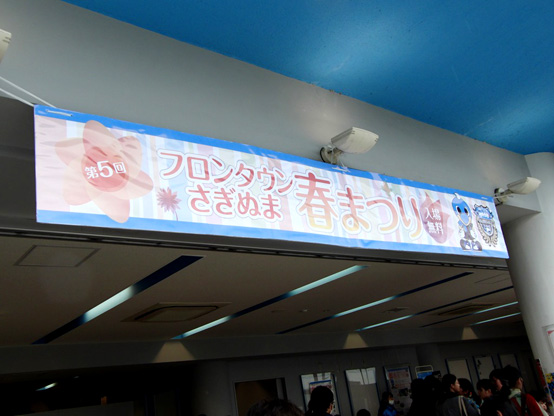 第5回
フロンタウン
さぎぬま
春まつり
入場
無料